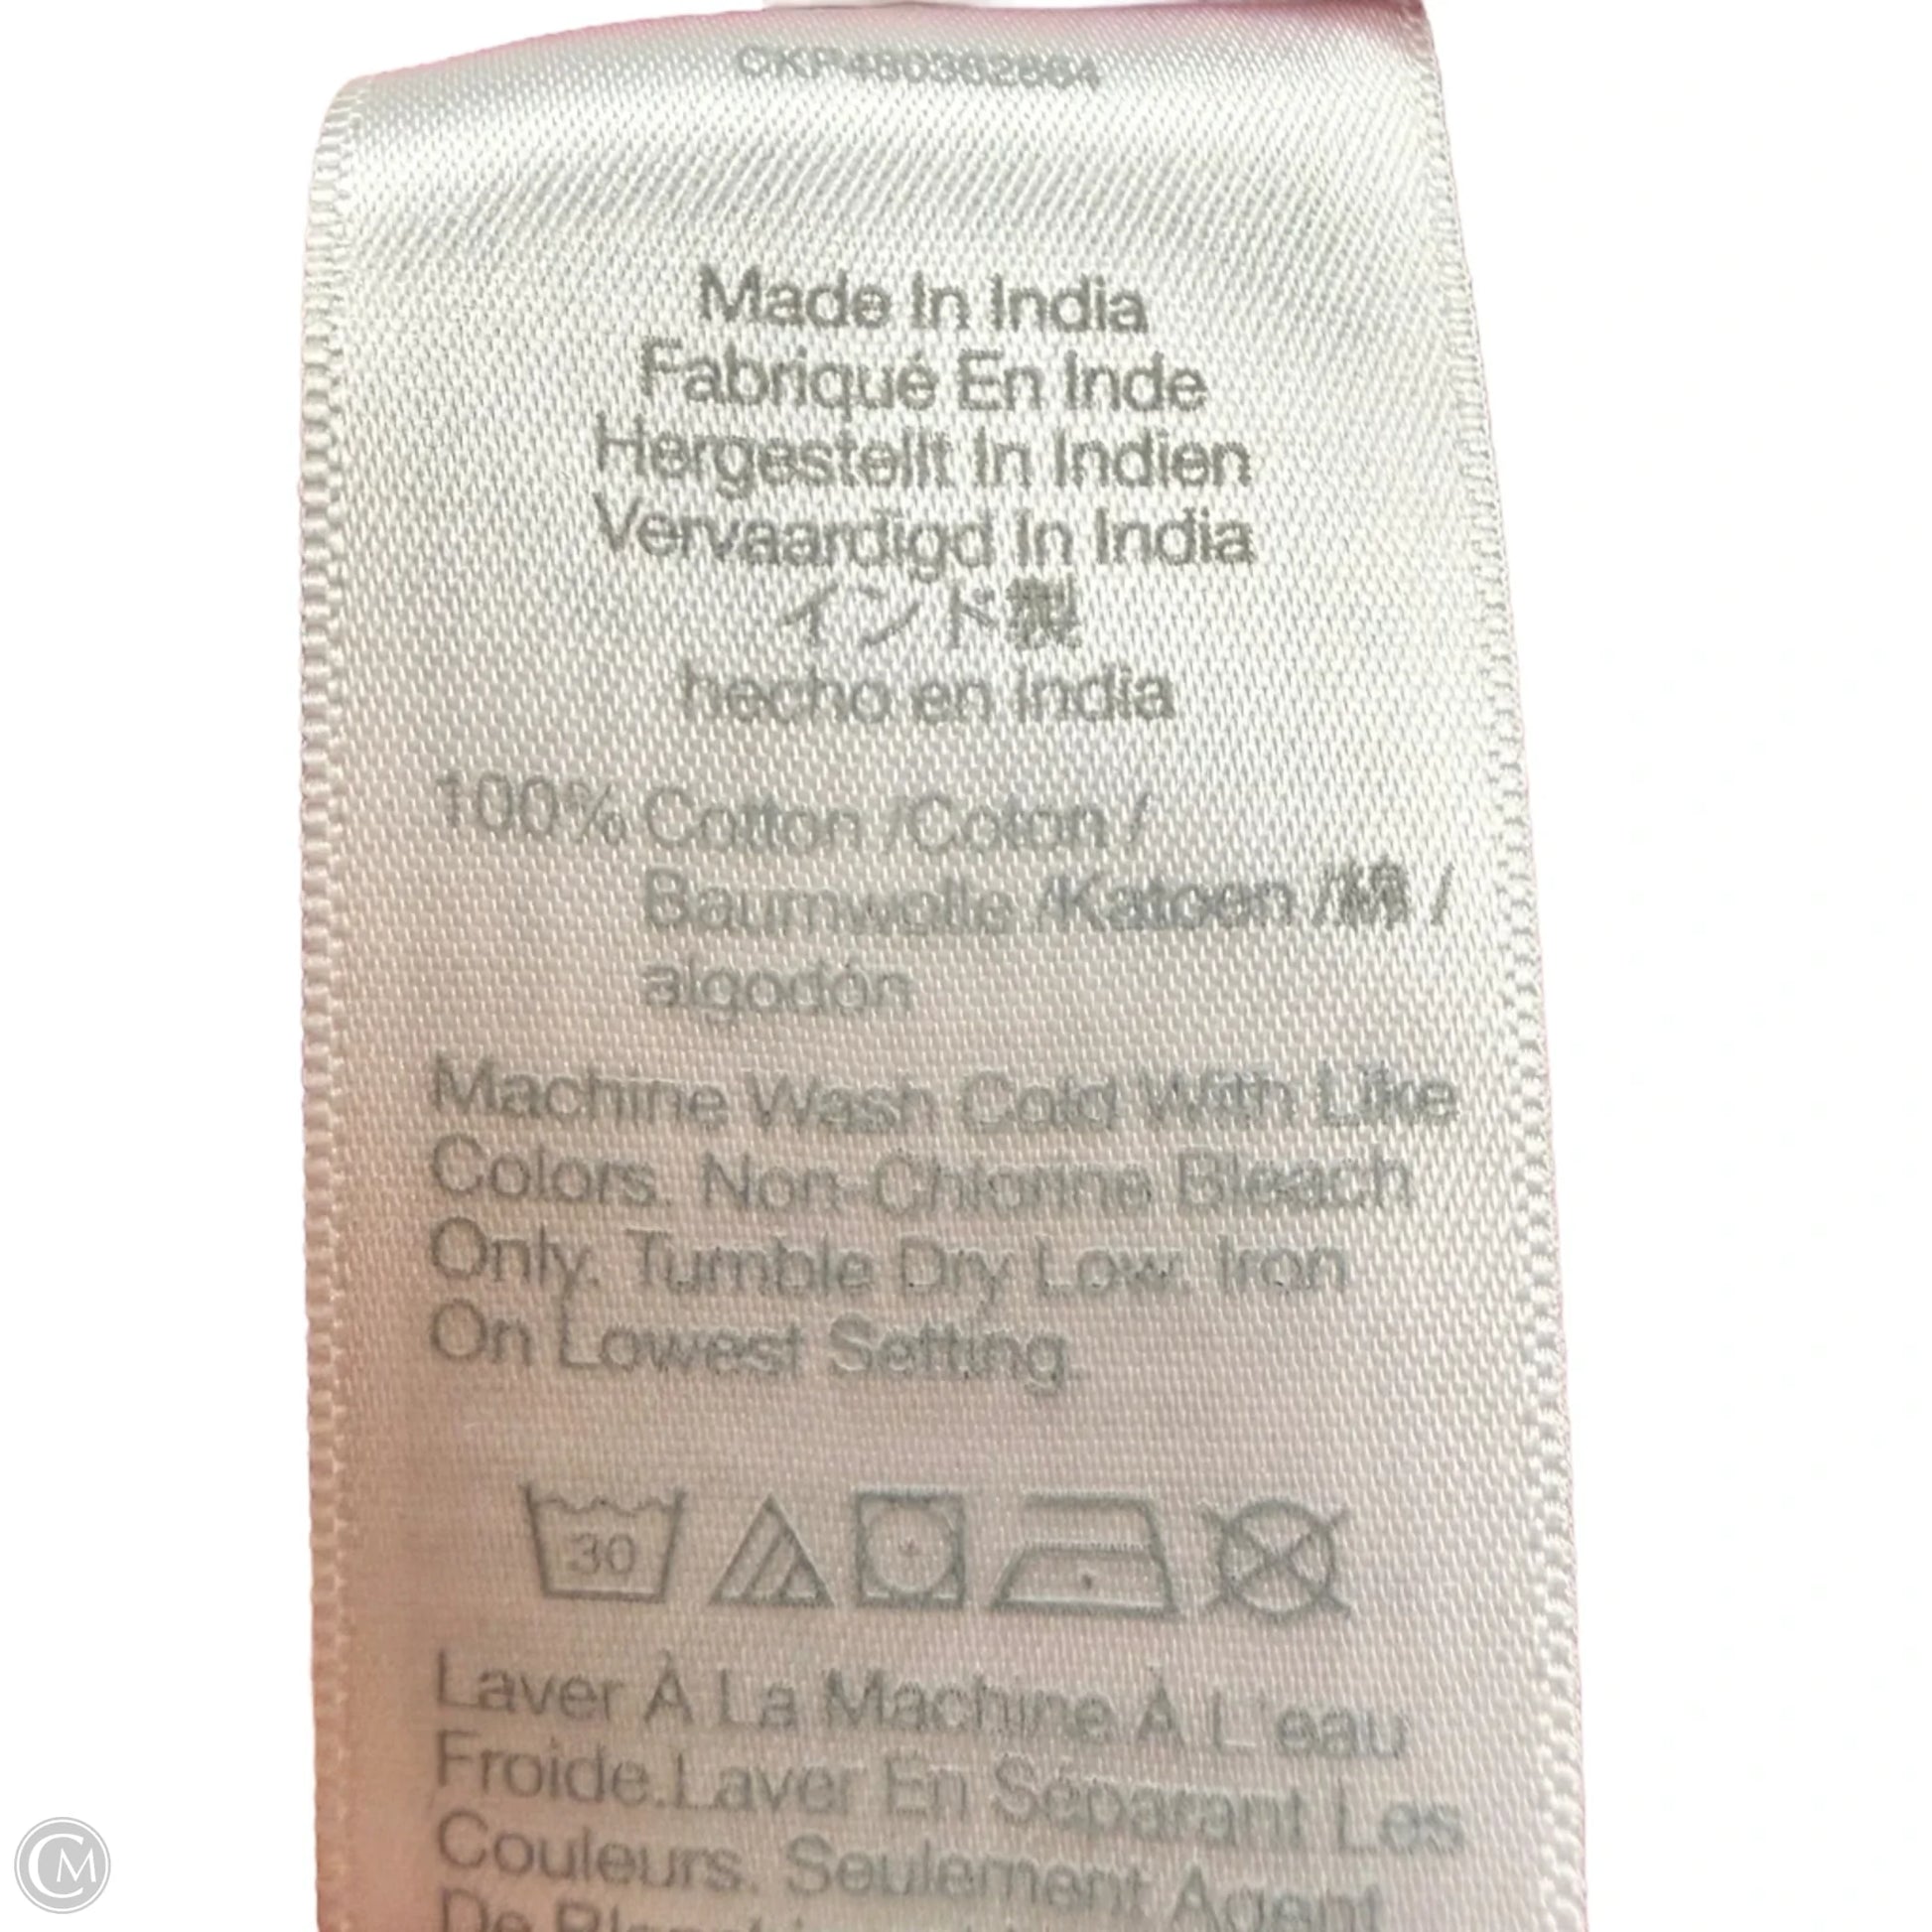 Made In India
Fabriqué En Inde
Hergestellt In Indien
Vervaardigd In India
インド製
hecho en India
100% Cotton /Coton /
Baumwolle /Katoen /綿 /
algodón
Machine Wash Cold With Like
Colors. Non-Chlorine Bleach
Only. Tumble Dry Low. Iron
On Lowest Setting.
30
Laver À La Machine À L'eau
Froide.Laver En Séparant Les
Couleurs. Seulement Agent
De
CM